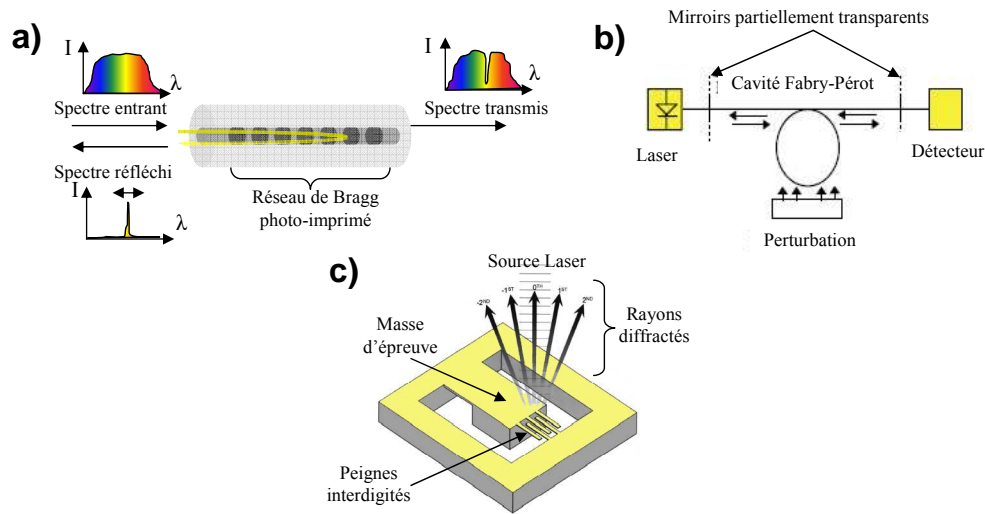 a)
I
λ
Spectre entrant
Spectre réfléchi
I
λ
I
λ
Spectre transmis
Réseau de Bragg
photo-imprimé
b)
Mirroirs partiellement transparents
Cavité Fabry-Pérot
Laser
Détecteur
Perturbation
c)
Source Laser
-2ND
-1ST
0TH
1ST
2ND
Rayons
diffractés
Masse
d'épreuve
Peignes
interdigités